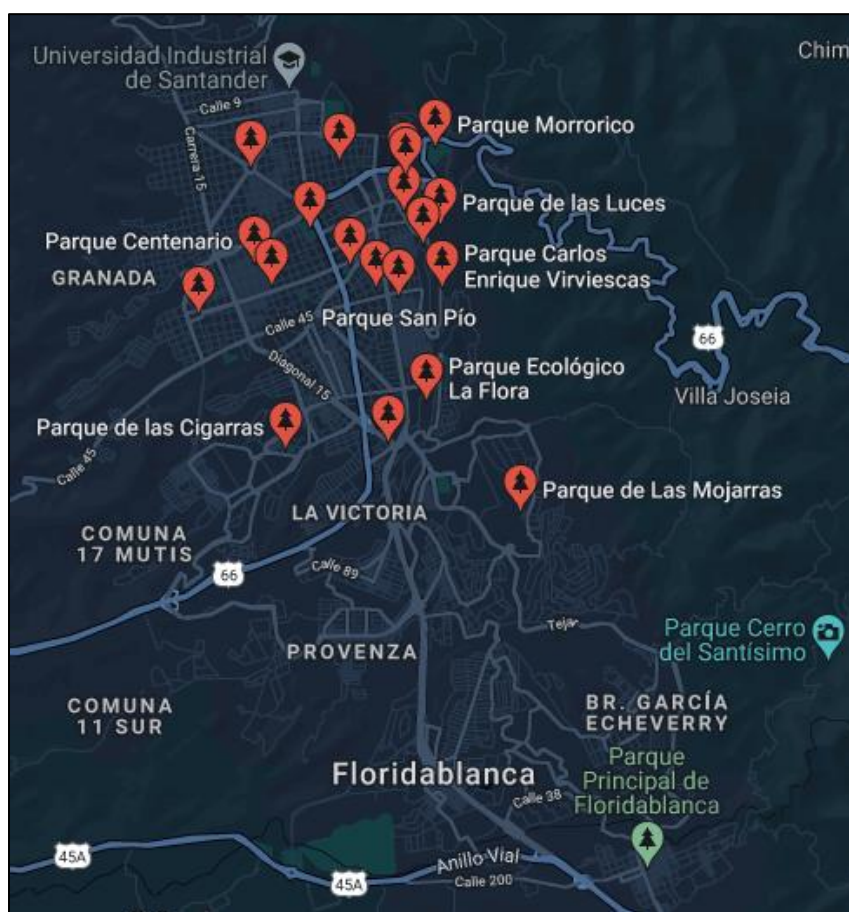 Universidad Industrial
de Santander
Chim
Calle 9
Carrera 15
Parque Morrorico
Parque de las Luces
Parque Centenario
GRANADA
Parque Carlos
Enrique Virviescas
Parque San Pío
Calle 45
66
Diagonal 15
Parque Ecológico
La Flora
Villa Joseia
Parque de las Cigarras
Calle 45
Parque de Las Mojarras
LA VICTORIA
COMUNA
17 MUTIS
Calle 89
66
Tejar
Parque Cerro
del Santísimo
PROVENZA
COMUNA
11 SUR
BR. GARCÍA
ECHEVERRY
Parque
Principal de
Floridablanca
Floridablanca
Calle 38
45A
Anillo Vial
45A
Calle 200